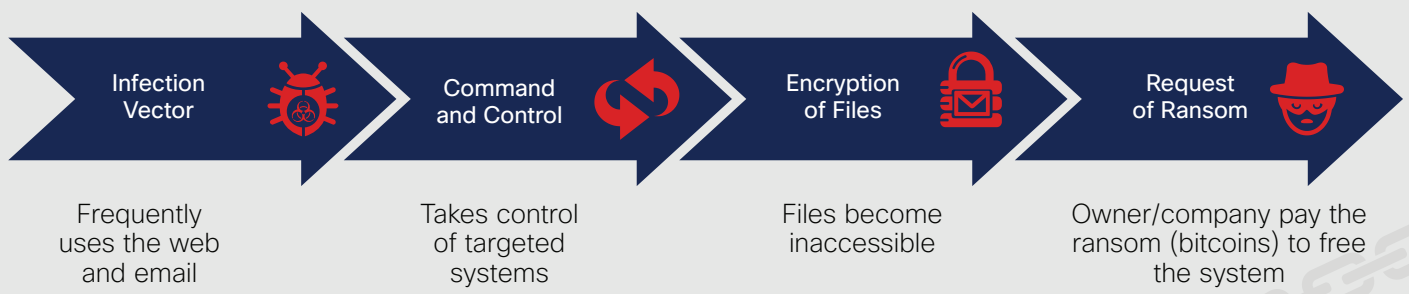 Infection
Vector
Command
and Control
Encryption
of Files
Request
of Ransom
Frequently
uses the web
and email
Takes control
of targeted
systems
Files become
inaccessible
Owner/company pay the
ransom (bitcoins) to free
the system